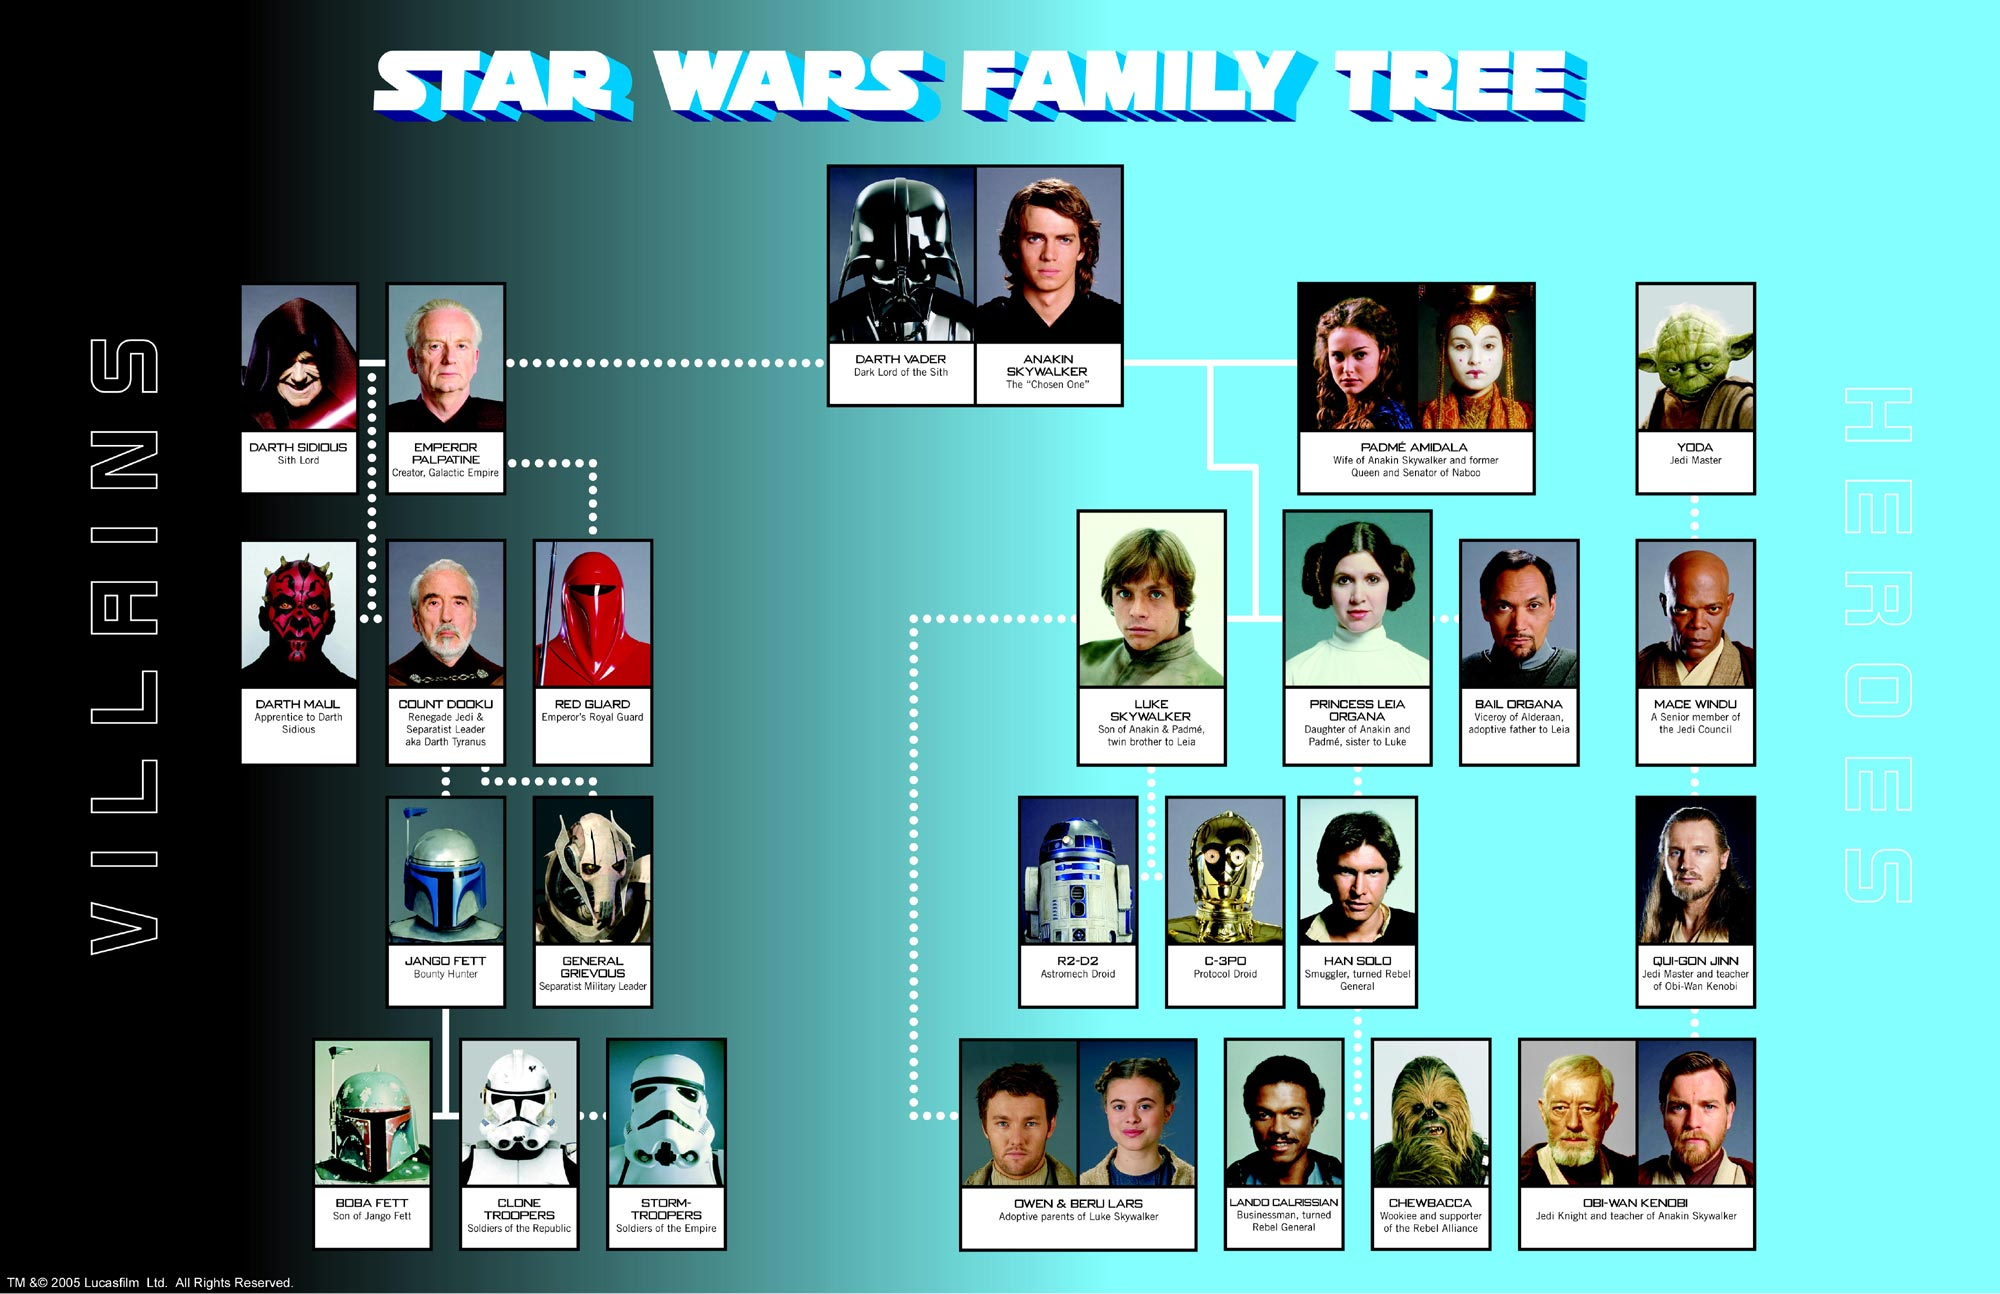 STAR WARS FAMILY TREE
VILLAINS
HEROES
DARTH VADER
Dark Lord of the Sith
ANAKIN
SKYWALKER
The “Chosen One”
DARTH SIDIOUS
Sith Lord
EMPEROR
PALPATINE
Creator, Galactic Empire
PADMÉ AMIDALA
Wife of Anakin Skywalker and former
Queen and Senator of Naboo
YODA
Jedi Master
DARTH MAUL
Apprentice to Darth
Sidious
COUNT DOOKU
Renegade Jedi &
Separatist Leader
aka Darth Tyranus
RED GUARD
Emperor's Royal Guard
LUKE
SKYWALKER
Son of Anakin & Padmé,
twin brother to Leia
PRINCESS LEIA
ORGANA
Daughter of Anakin and
Padmé, sister to Luke
BAIL ORGANA
Viceroy of Alderaan,
adoptive father to Leia
MACE WINDU
A Senior member of
the Jedi Council
JANGO FETT
Bounty Hunter
GENERAL
GRIEVOUS
Separatist Military Leader
R2-D2
Astromech Droid
C-3PO
Protocol Droid
HAN SOLO
Smuggler, turned Rebel
General
QUI-GON JINN
Jedi Master and teacher
of Obi-Wan Kenobi
BOBA FETT
Son of Jango Fett
CLONE
TROOPERS
Soldiers of the Republic
STORM-
TROOPERS
Soldiers of the Empire
OWEN & BERU LARS
Adoptive parents of Luke Skywalker
LANDO CALRISSIAN
Businessman, turned
Rebel General
CHEWBACCA
Wookiee and supporter
of the Rebel Alliance
OBI-WAN KENOBI
Jedi Knight and teacher of Anakin Skywalker
TM &© 2005 Lucasfilm Ltd. All Rights Reserved.